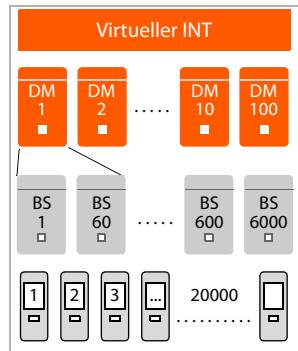 Virtueller INT
DM DM DM DM
1 2 ..... 10 100
BS BS BS BS
1 60 ..... 600 6000
1 2 3 ... 20000
..........